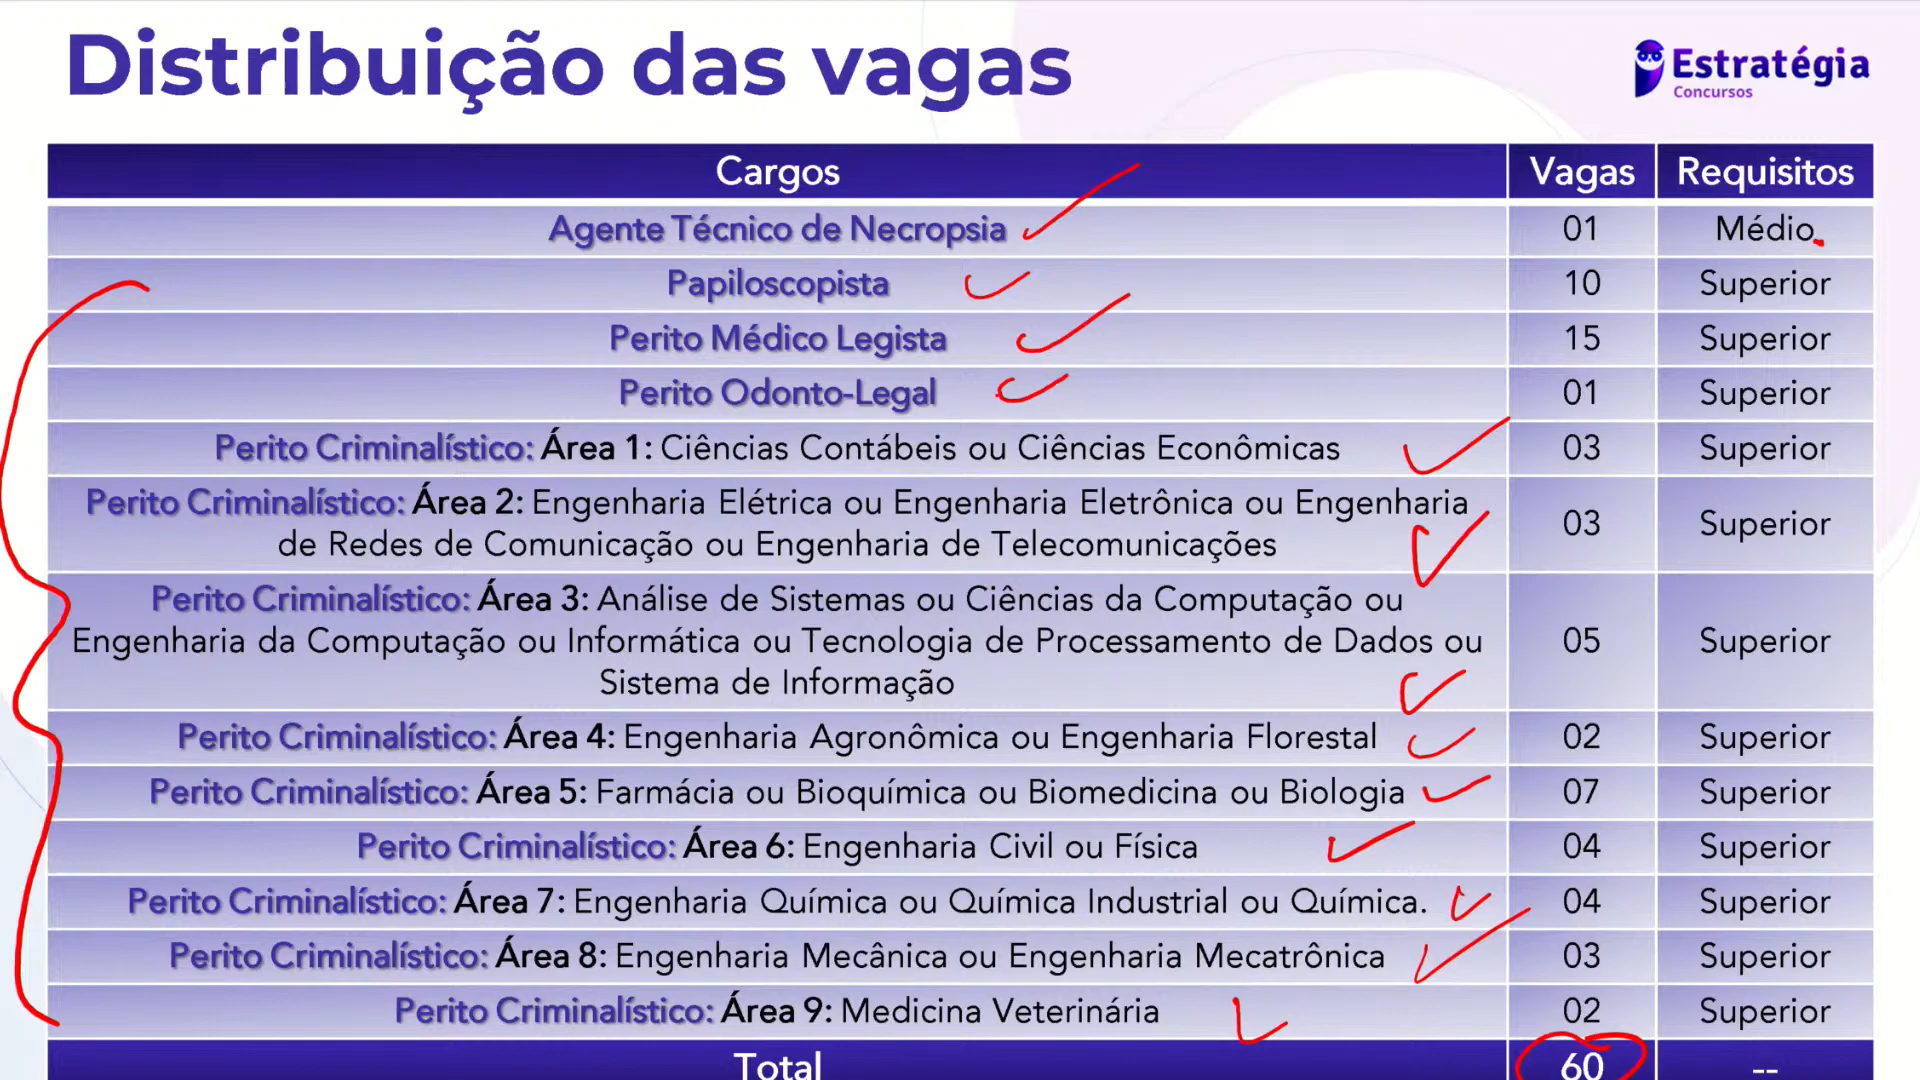 Distribuição das vagas
Estratégia
Concursos
Cargos Vagas Requisitos
Agente Técnico de Necropsia 01 Médio
Papiloscopista 10 Superior
Perito Médico Legista 15 Superior
Perito Odonto-Legal 01 Superior
Perito Criminalístico: Área 1: Ciências Contábeis ou Ciências Econômicas 03 Superior
Perito Criminalístico: Área 2: Engenharia Elétrica ou Engenharia Eletrônica ou Engenharia
de Redes de Comunicação ou Engenharia de Telecomunicações 03 Superior
Perito Criminalístico: Área 3: Análise de Sistemas ou Ciências da Computação ou
Engenharia da Computação ou Informática ou Tecnologia de Processamento de Dados ou 05 Superior
Sistema de Informação
Perito Criminalístico: Área 4: Engenharia Agronômica ou Engenharia Florestal 02 Superior
Perito Criminalístico: Área 5: Farmácia ou Bioquímica ou Biomedicina ou Biologia 07 Superior
Perito Criminalístico: Área 6: Engenharia Civil ou Física 04 Superior
Perito Criminalístico: Área 7: Engenharia Química ou Química Industrial ou Química. 04 Superior
Perito Criminalístico: Área 8: Engenharia Mecânica ou Engenharia Mecatrônica 03 Superior
Perito Criminalístico: Área 9: Medicina Veterinária 02 Superior
Total 60 --